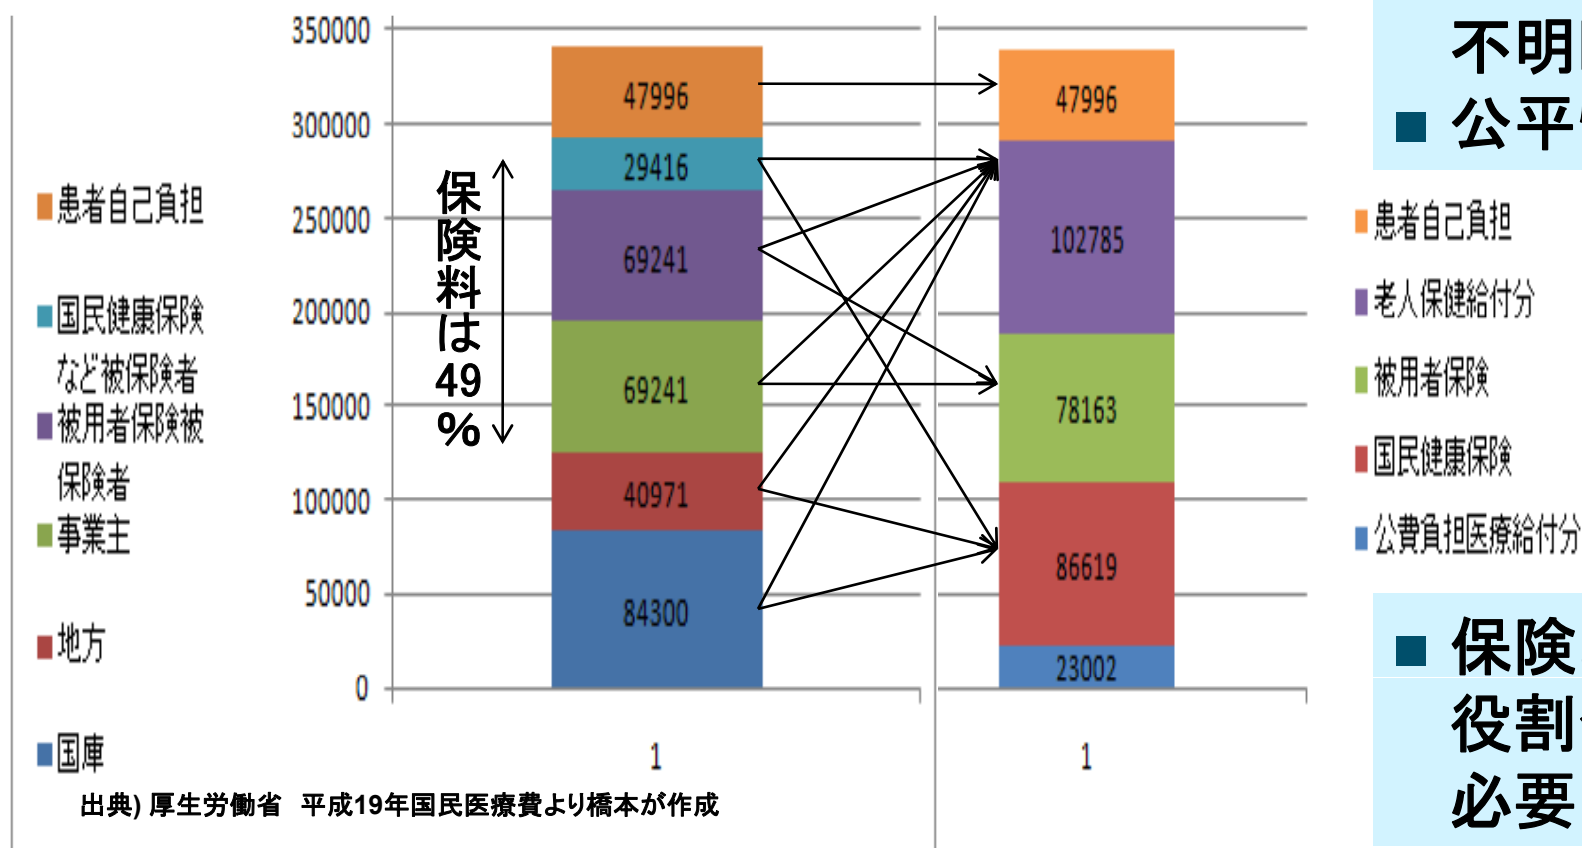 350000
300000
250000
200000
150000
100000
50000
0
患者自己負担
国民健康保険
など被保険者
被用者保険被
保険者
事業主
地方
国庫
保険料は49%
47996
29416
69241
69241
40971
84300
1
47996
102785
78163
86619
23002
1
患者自己負担
老人保健給付分
被用者保険
国民健康保険
公費負担医療給付分
不明
公平
保険
役割
必要
出典) 厚生労働省 平成19年国民医療費より橋本が作成